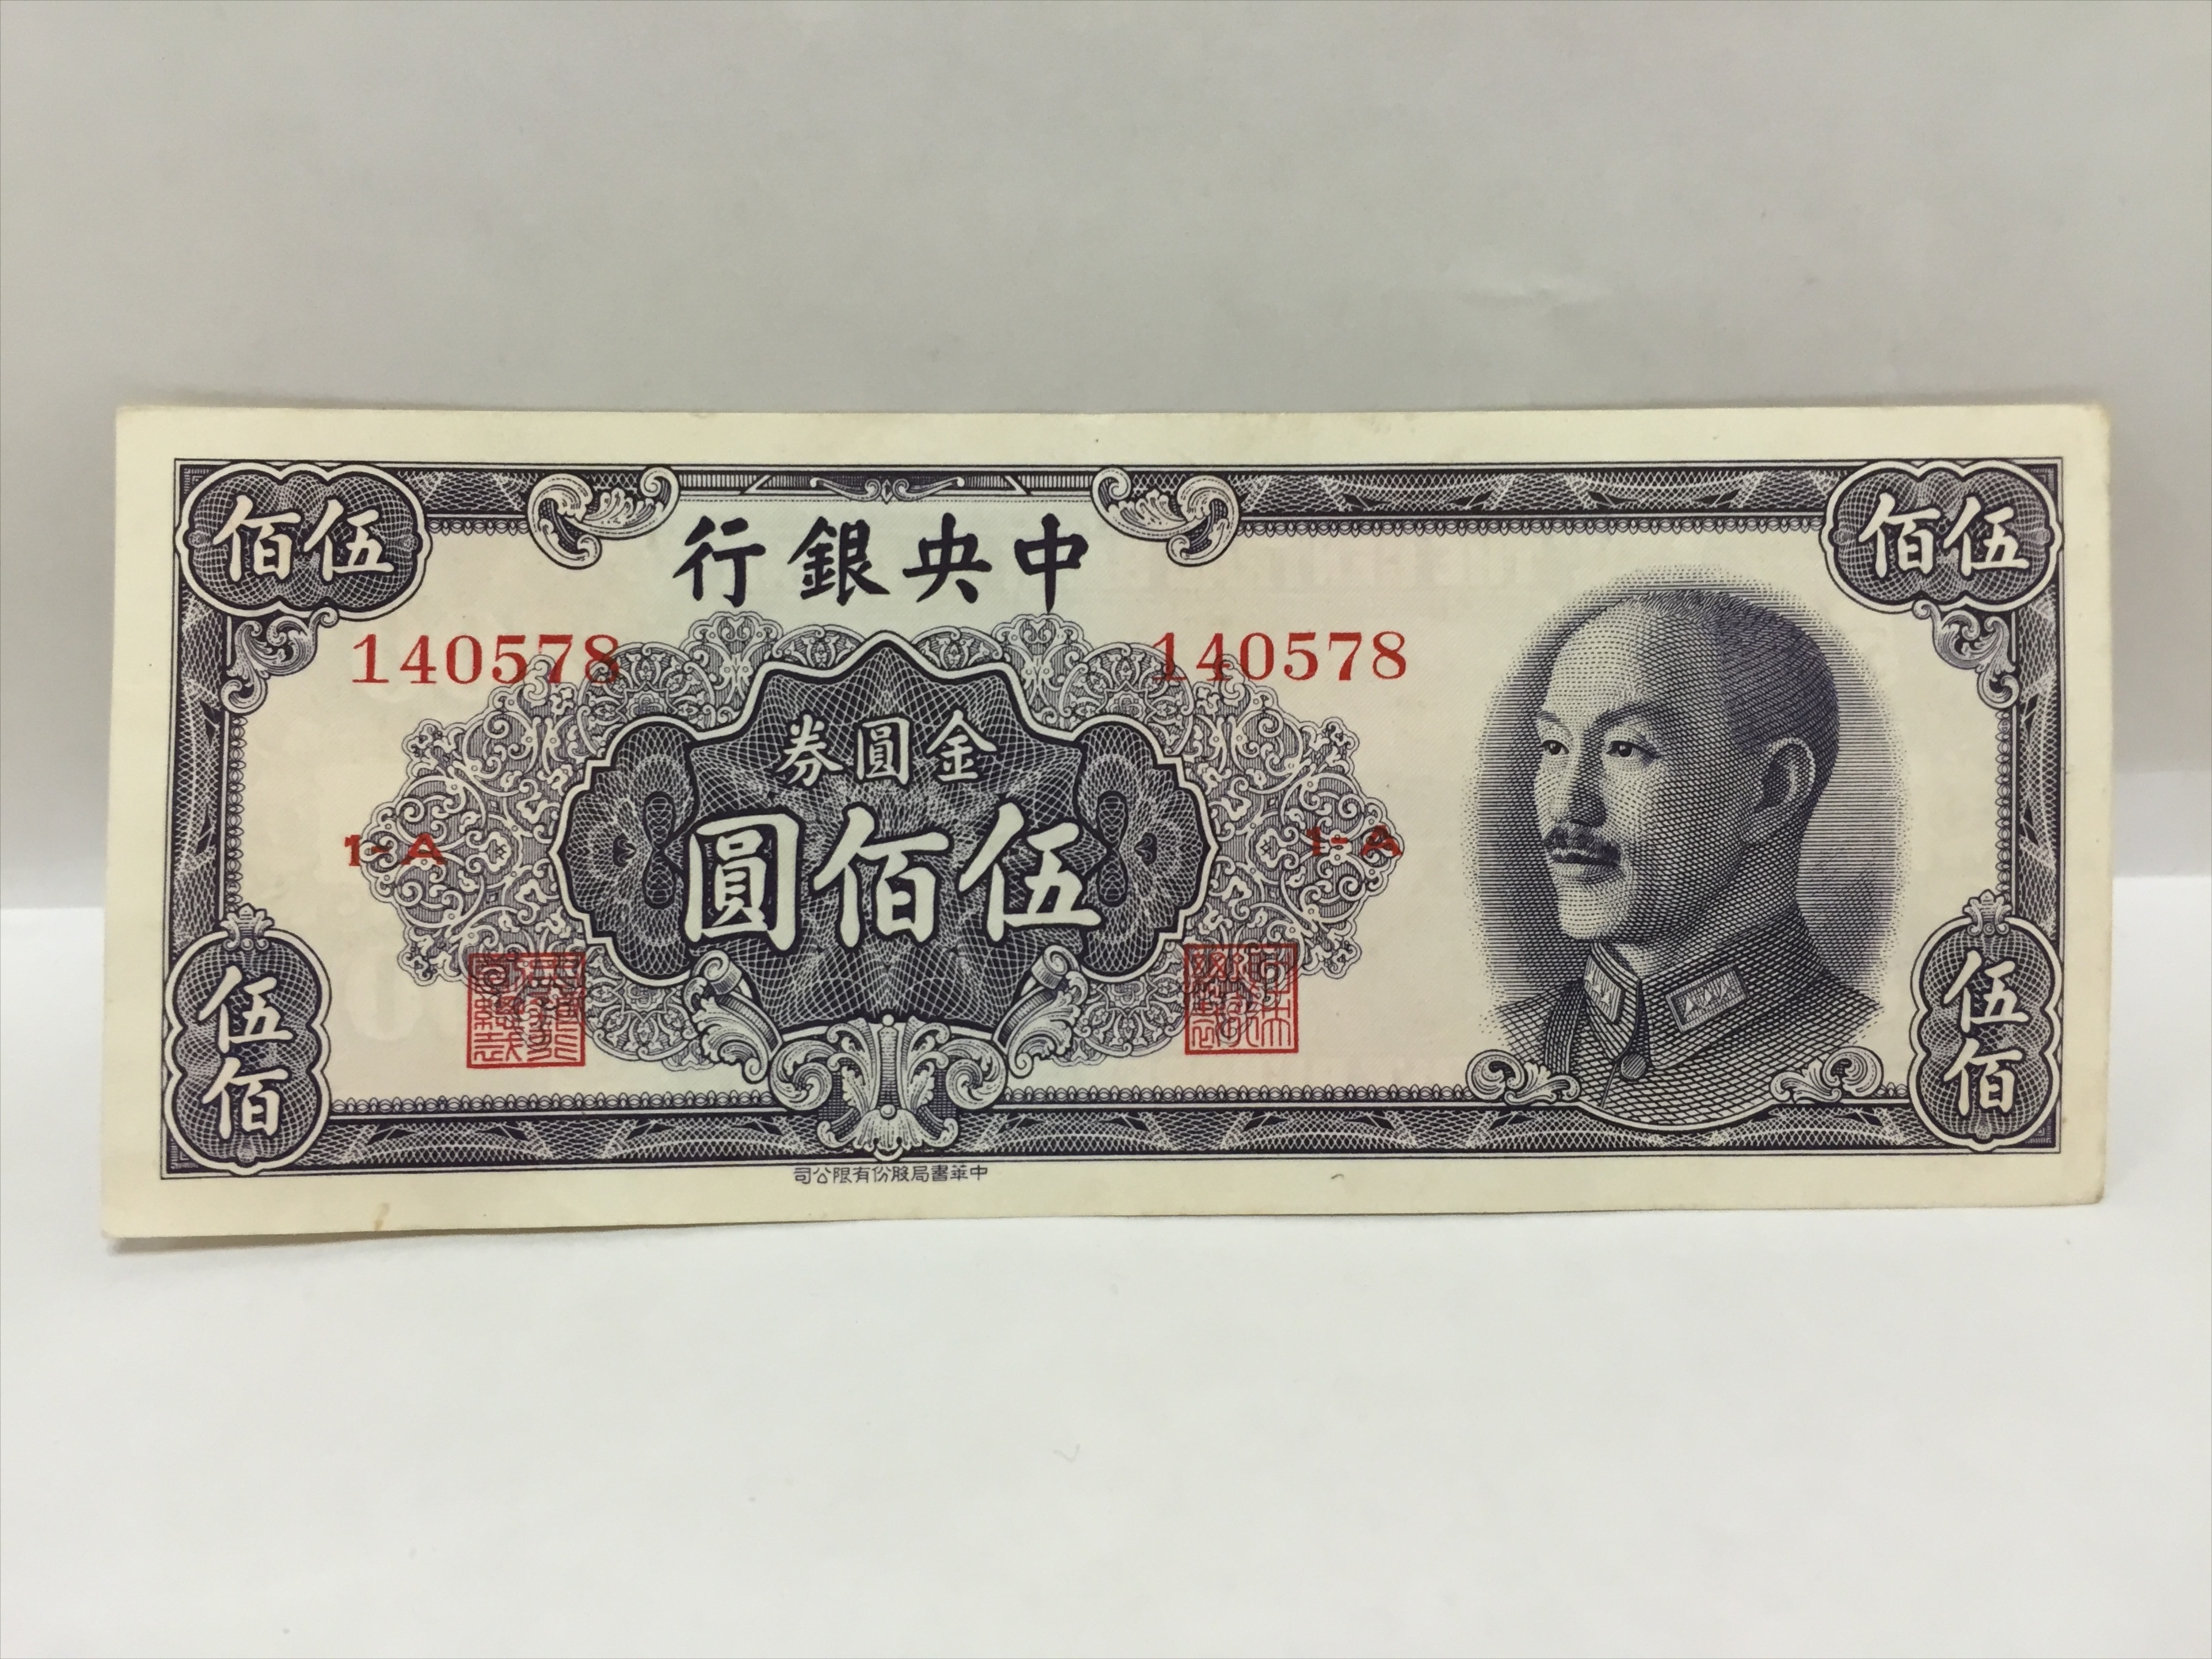 伍佰
伍佰
中央銀行
140578
140578
金圓券
伍佰圓
1-A
1-A
伍佰
伍佰
中華書局股份有限公司